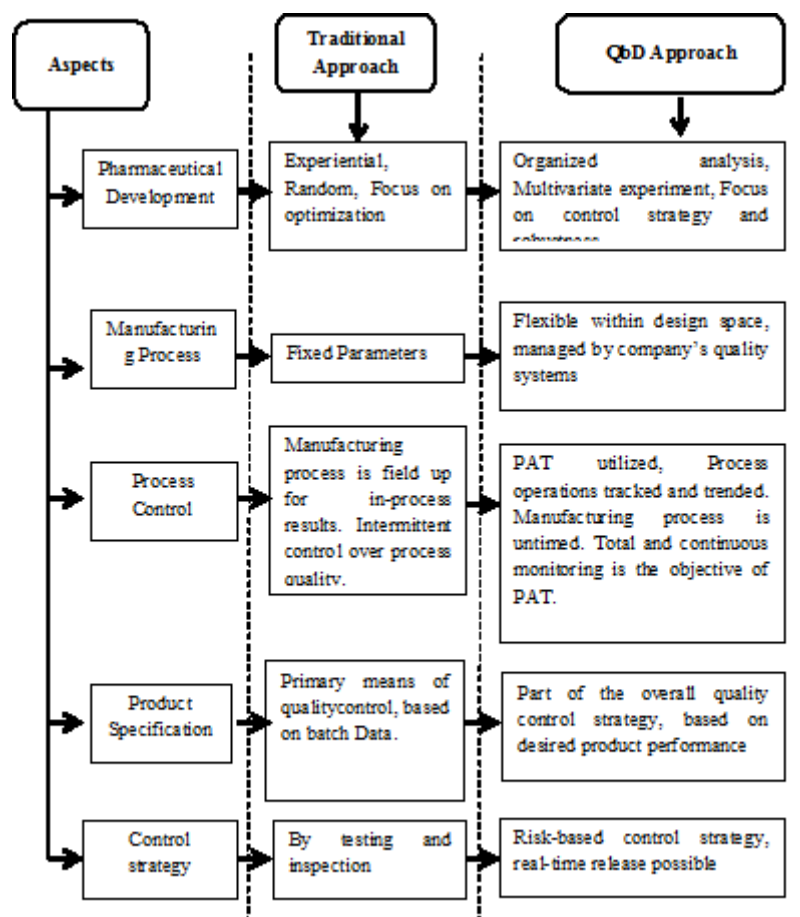 Aspects
Traditional
Approach
QbD Approach
Pharmaceutical
Development
Experiential,
Random, Focus on
optimization
Organized analysis,
Multivariate experiment, Focus
on control strategy and
robustness
Manufacturin
g Process
Fixed Parameters
Flexible within design space,
managed by company’s quality
systems
Process
Control
Manufacturing
process is field up
for in-process
results. Intermittent
control over process
quality.
PAT utilized, Process
operations tracked and trended.
Manufacturing process is
untimed. Total and continuous
monitoring is the objective of
PAT.
Product
Specification
Primary means of
qualitycontrol, based
on batch Data.
Part of the overall quality
control strategy, based on
desired product performance
Control
strategy
By testing and
inspection
Risk-based control strategy,
real-time release possible